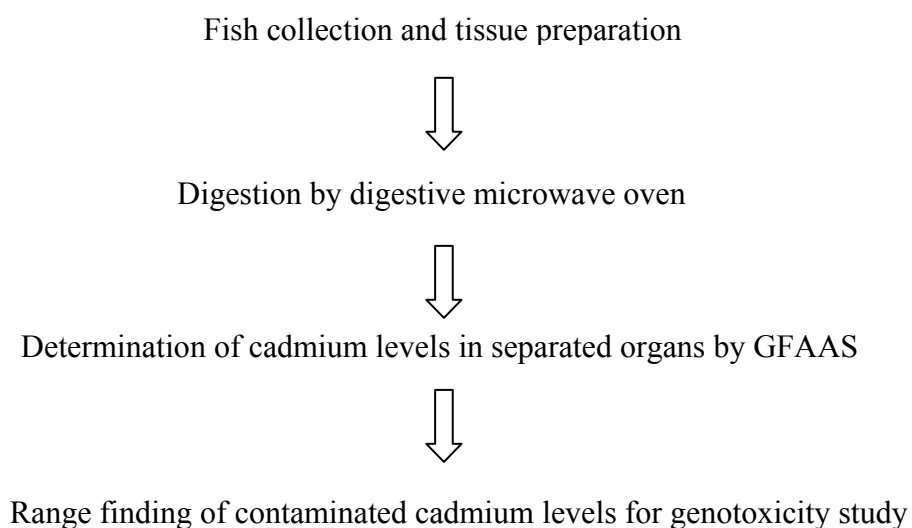 Fish collection and tissue preparation
Digestion by digestive microwave oven
Determination of cadmium levels in separated organs by GFAAS
Range finding of contaminated cadmium levels for genotoxicity study